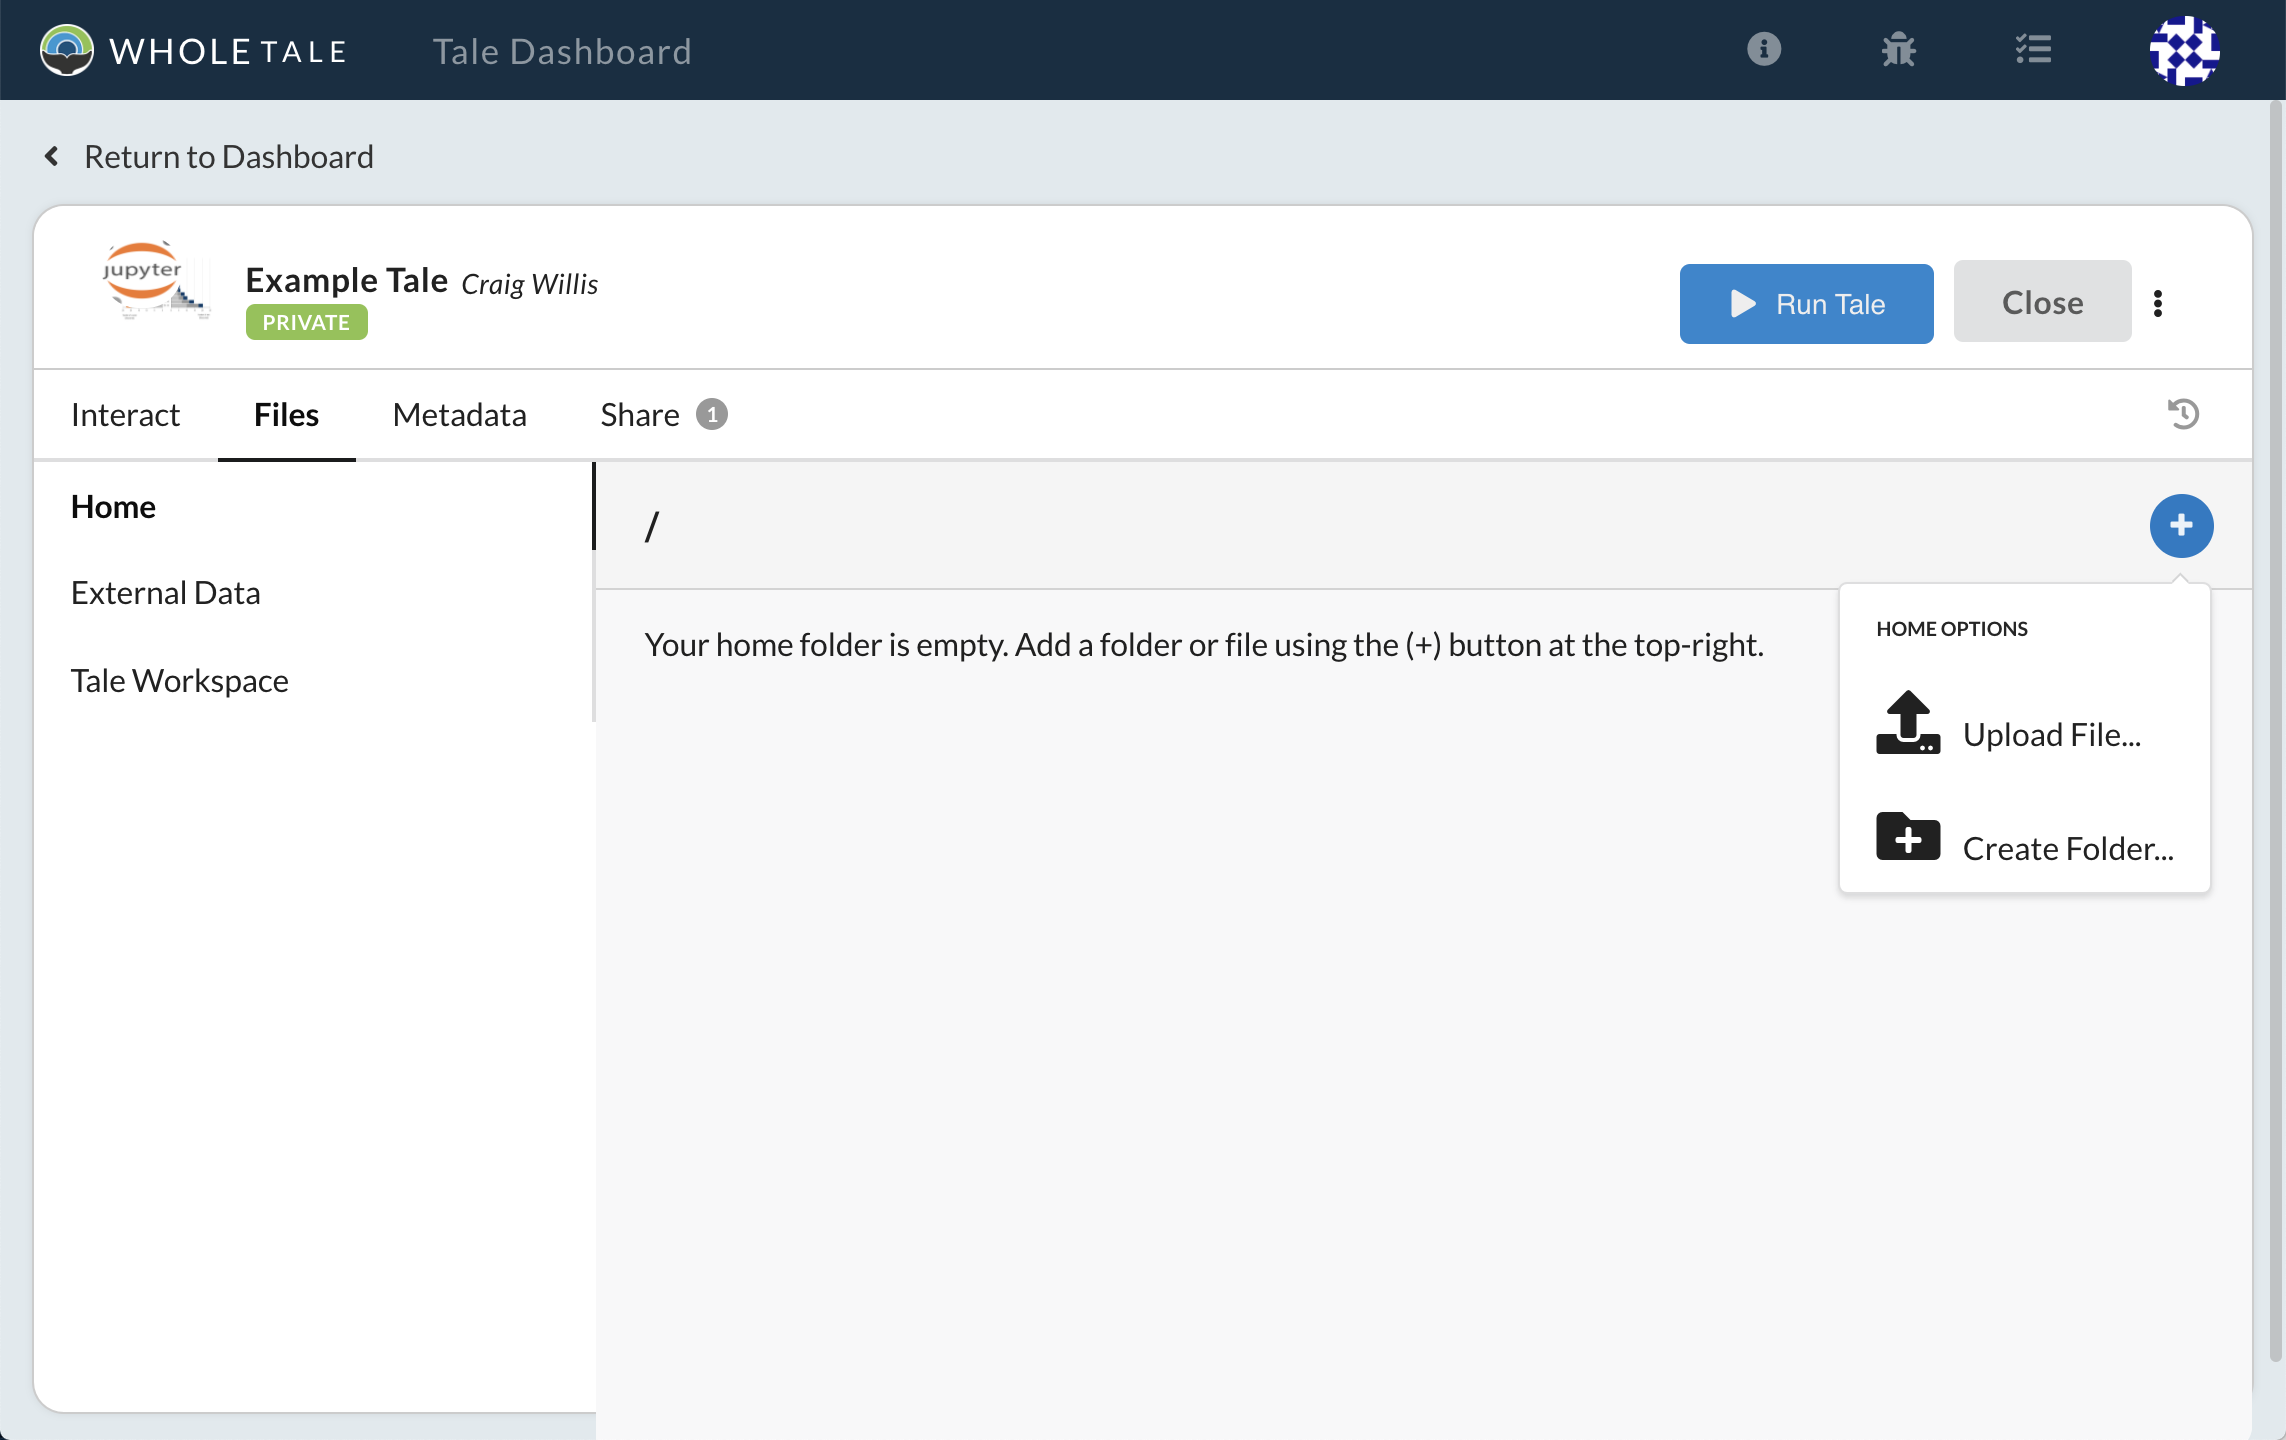 WHOLE TALE Tale Dashboard
Return to Dashboard
jupyter
Example Tale Craig Willis
PRIVATE
Run Tale
Close
Interact Files Metadata Share 1
Home
/
External Data
Tale Workspace
Your home folder is empty. Add a folder or file using the (+) button at the top-right.
HOME OPTIONS
Upload File...
Create Folder...